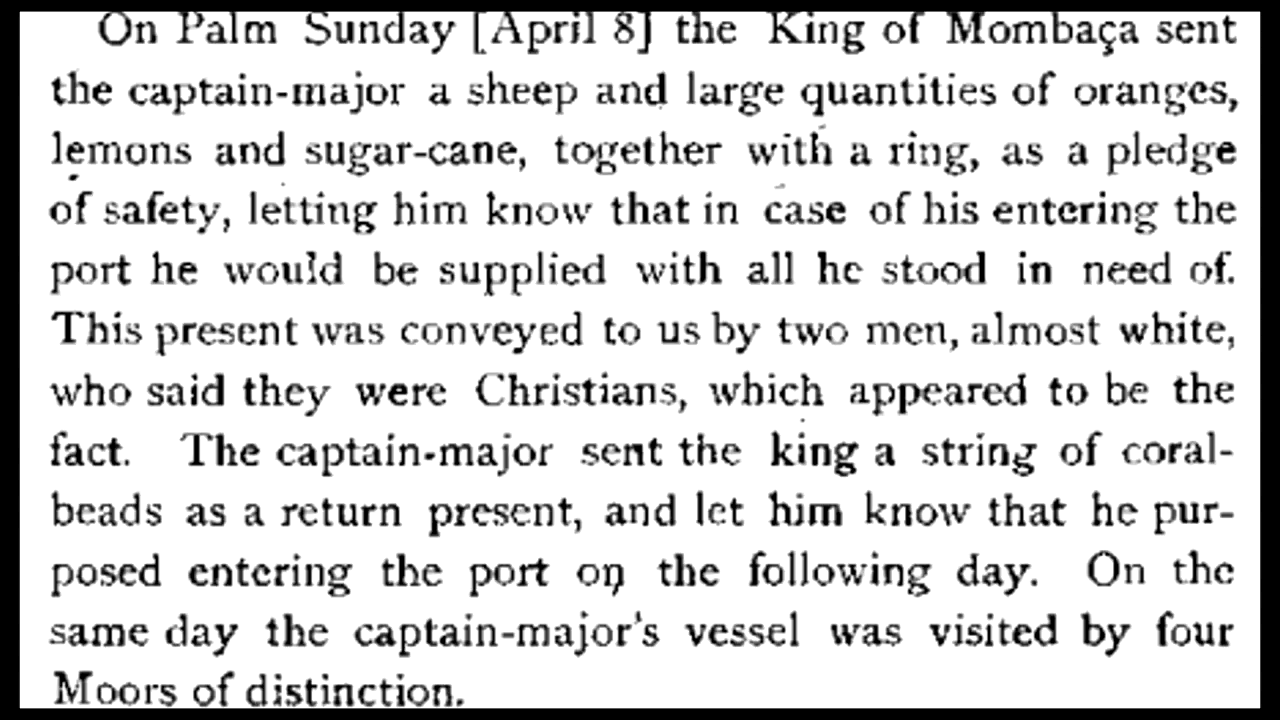 On Palm Sunday [April 8] the King of Mombaça sent
the captain-major a sheep and large quantities of oranges,
lemons and sugar-cane, together with a ring, as a pledge
of safety, letting him know that in case of his entering the
port he would be supplied with all he stood in need of.
This present was conveyed to us by two men, almost white,
who said they were Christians, which appeared to be the
fact. The captain-major sent the king a string of coral-
beads as a return present, and let him know that he pur-
posed entering the port on the following day. On the
same day the captain-major's vessel was visited by four
Moors of distinction.